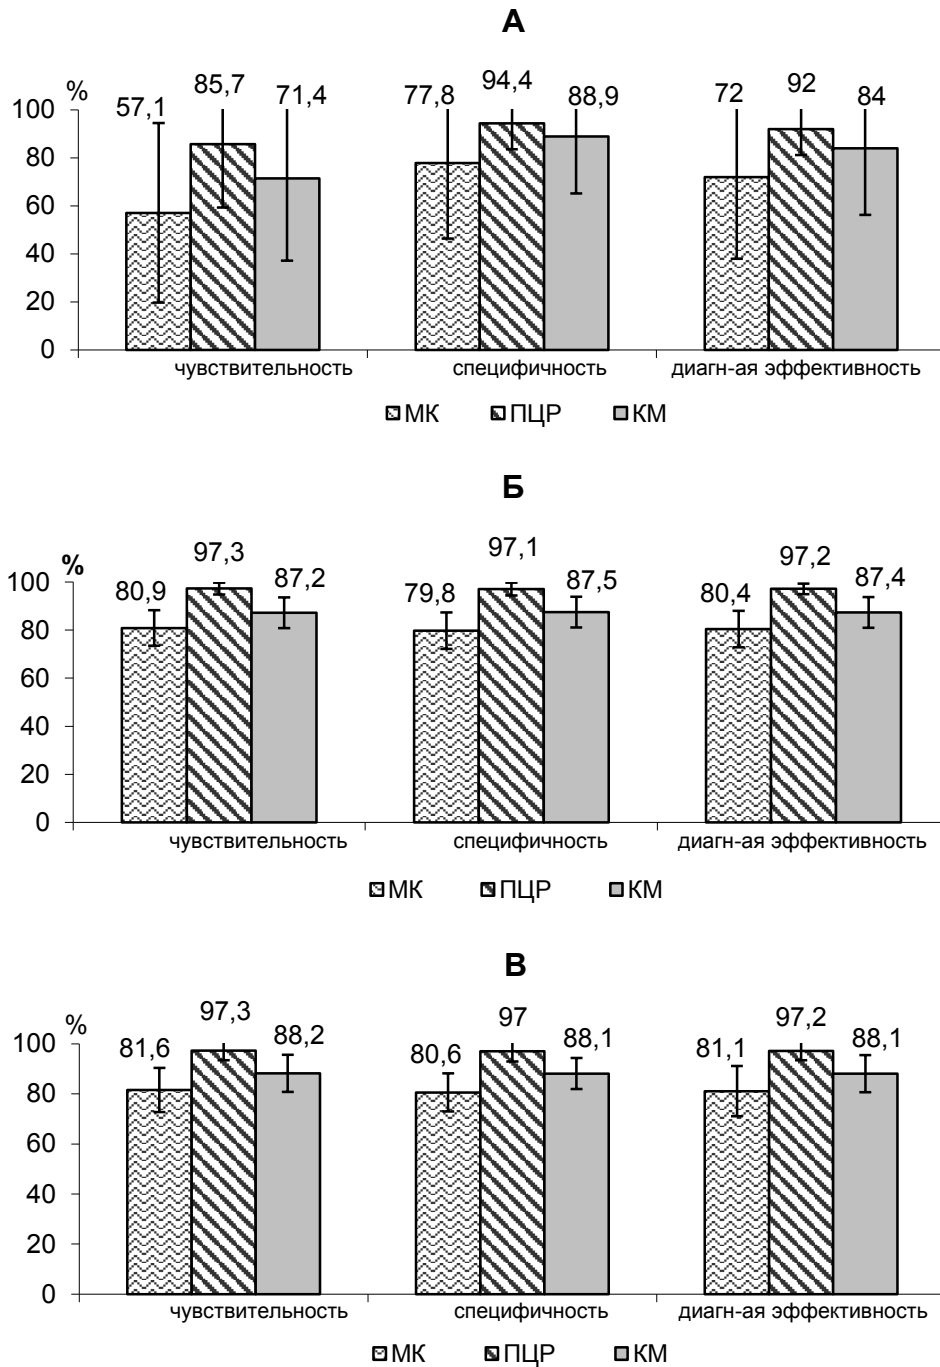 А
%
57,1 85,7 71,4 77,8 94,4 88,9 72 92 84
100
80
60
40
20
0
чувствительность специфичность диагн-ая эффективность
МК ПЦР КМ
Б
%
80,9 97,3 87,2 79,8 97,1 87,5 80,4 97,2 87,4
100
80
60
40
20
0
чувствительность специфичность диагн-ая эффективность
МК ПЦР КМ
В
%
81,6 97,3 88,2 80,6 97 88,1 81,1 97,2 88,1
100
80
60
40
20
0
чувствительность специфичность диагн-ая эффективность
МК ПЦР КМ